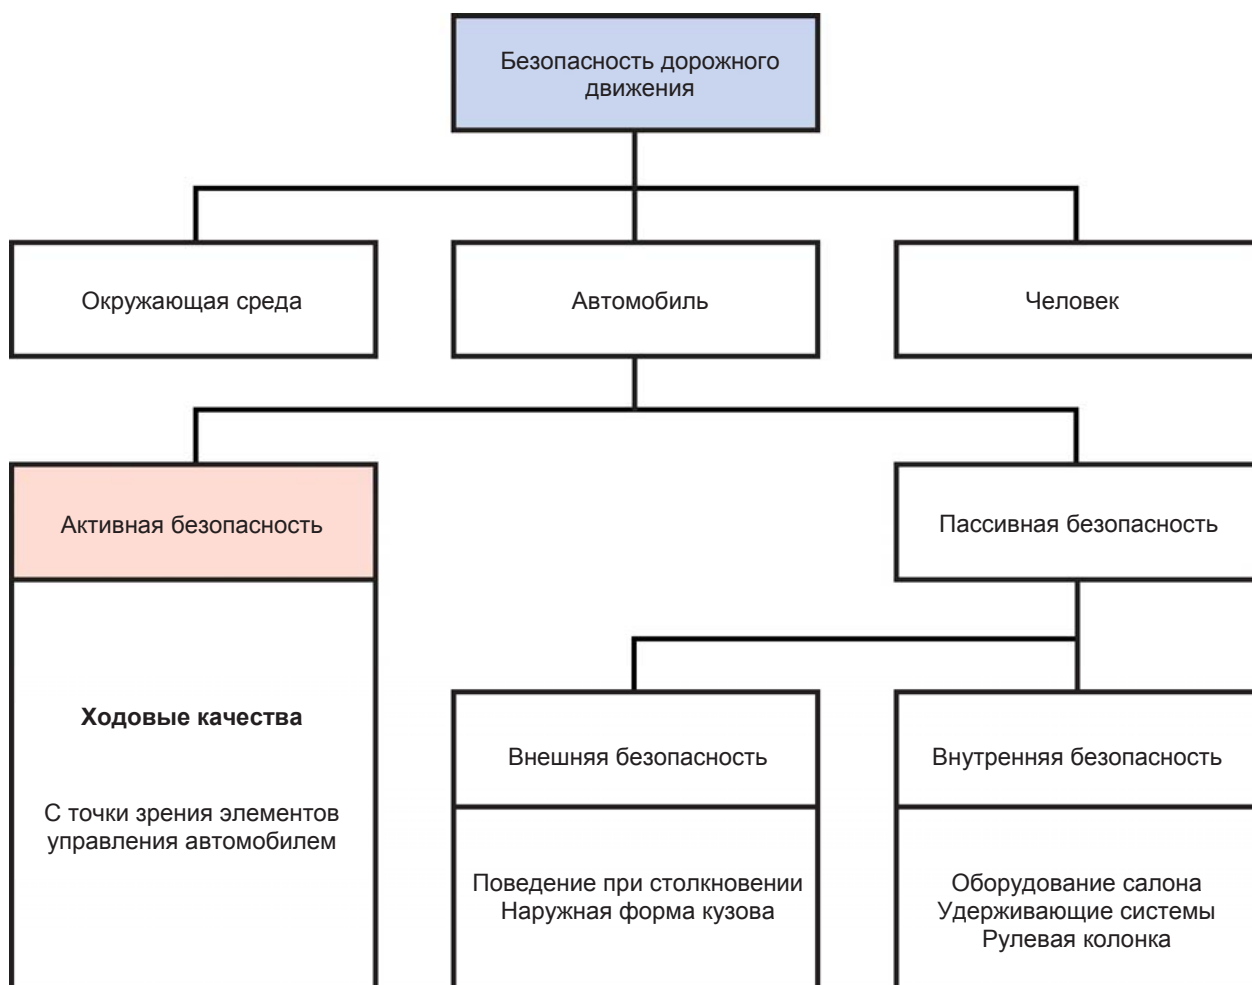 Безопасность дорожного
движения
Окружающая среда
Автомобиль
Человек
Активная безопасность
Пассивная безопасность
Ходовые качества
С точки зрения элементов
управления автомобилем
Внешняя безопасность
Внутренняя безопасность
Поведение при столкновении
Наружная форма кузова
Оборудование салона
Удерживающие системы
Рулевая колонка